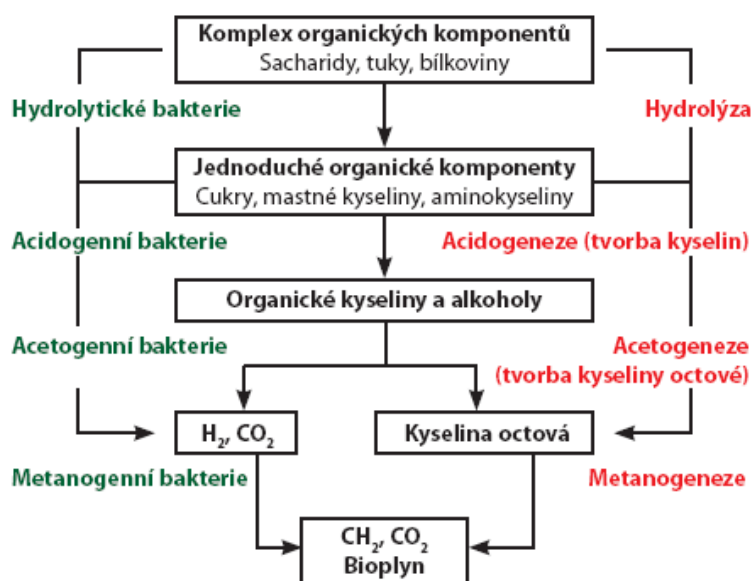 Komplex organických komponentů
Sacharidy, tuky, bílkoviny
Hydrolytické bakterie
Hydrolýza
Jednoduché organické komponenty
Cukry, mastné kyseliny, aminokyseliny
Acidogenní bakterie
Acidogeneze (tvorba kyselin)
Organické kyseliny a alkoholy
Acetogenní bakterie
Acetogeneze
(tvorba kyseliny octové)
H₂, CO₂
Kyselina octová
Metanogenní bakterie
Metanogeneze
CH₂, CO₂
Bioplyn